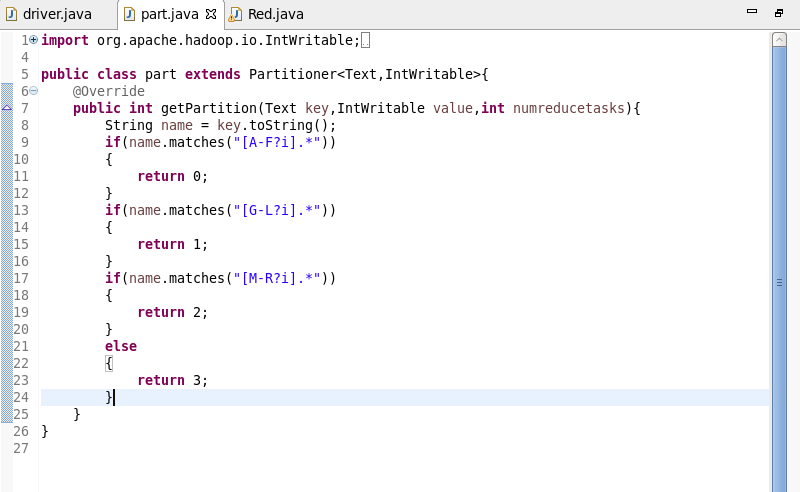 driver.java part.java Red.java
1 import org.apache.hadoop.io.IntWritable;
4
5 public class part extends Partitioner<Text,IntWritable>{
6 @Override
7 public int getPartition(Text key,IntWritable value,int numreducetasks){
8 String name = key.toString();
9 if(name.matches("[A-F?i].*"))
10 {
11 return 0;
12 }
13 if(name.matches("[G-L?i].*"))
14 {
15 return 1;
16 }
17 if(name.matches("[M-R?i].*"))
18 {
19 return 2;
20 }
21 else
22 {
23 return 3;
24 }
25 }
26 }
27